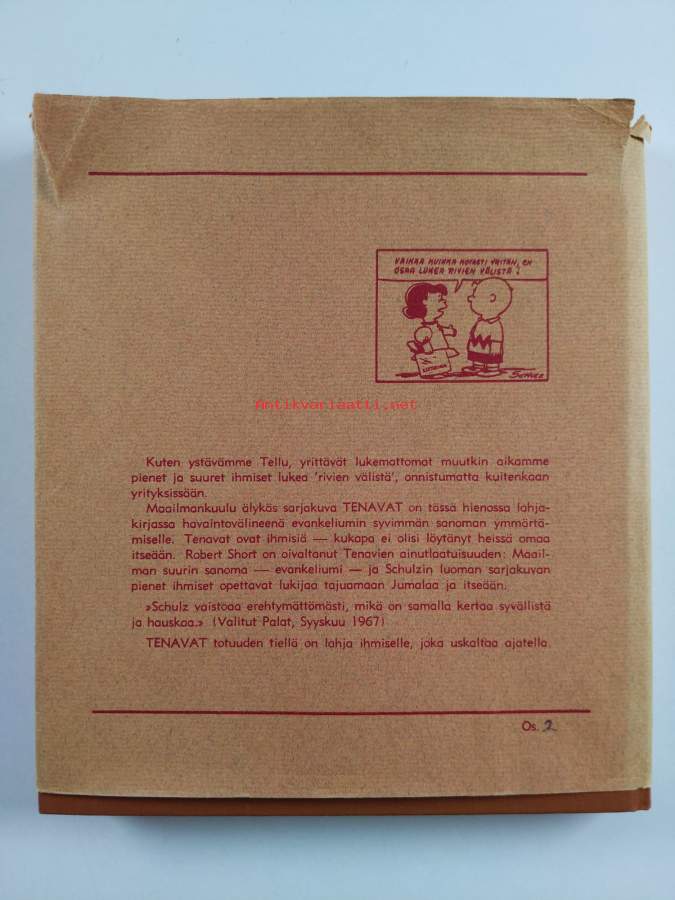 VAIKKA KUINKA KOVASTI YRITÄN, EN
OSAA LUKEA RIVIEN VÄLISTÄ!
SCHULZ
Antikvariaatti.net
Kuten ystävämme Tellu, yrittävät lukemattomat muutkin aikamme
pienet ja suuret ihmiset lukea 'rivien välistä', onnistumatta kuitenkaan
yrityksissään.
Maailmankuulu älykäs sarjakuva TENAVAT on tässä hienossa lahja-
kirjassa havaintovälineenä evankeliumin syvimmän sanoman ymmärtä-
miselle. Tenavat ovat ihmisiä — kukapa ei olisi löytänyt heissä omaa
itseään. Robert Short on oivaltanut Tenavien ainutlaatuisuuden: Maail-
man suurin sanoma — evankeliumi — ja Schulzin luoman sarjakuvan
pienet ihmiset opettavat lukijaa tajuamaan Jumalaa ja itseään.
»Schulz vaistoaa erehtymättömästi, mikä on samalla kertaa syvällistä
ja hauskaa.» (Valitut Palat, Syyskuu 1967)
TENAVAT totuuden tiellä on lahja ihmiselle, joka uskaltaa ajatella.
Os. 2